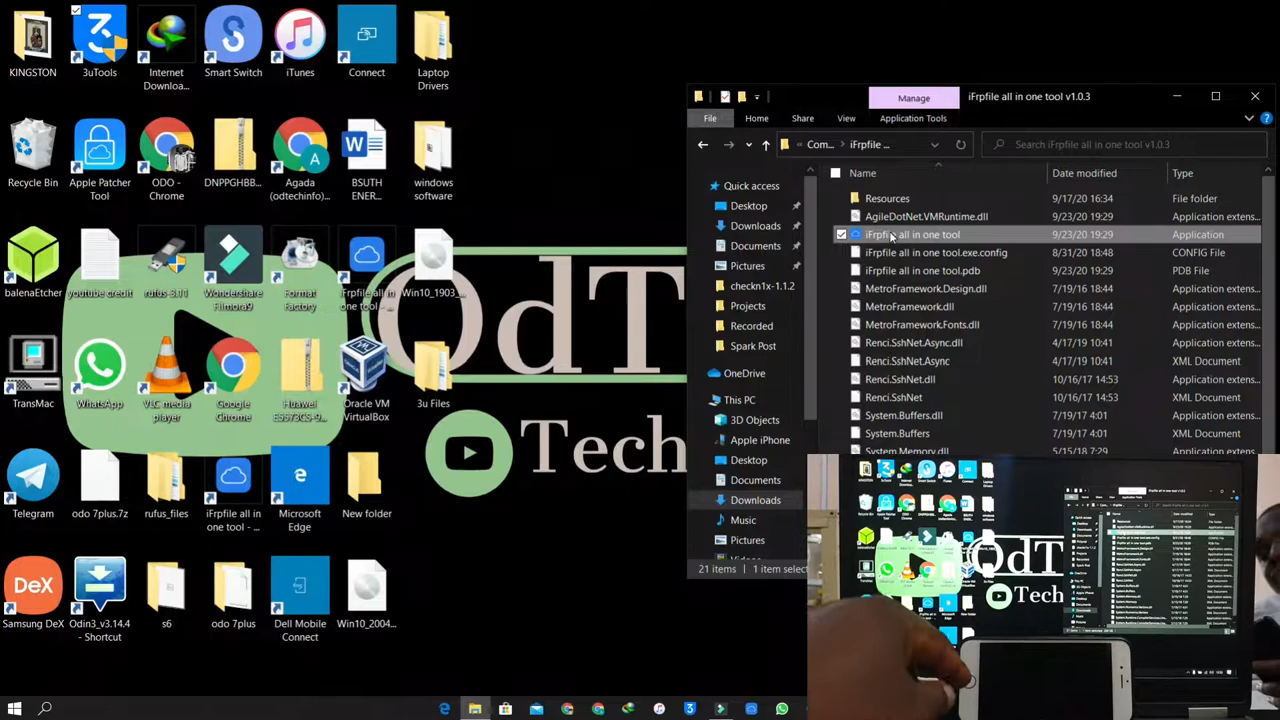 KINGSTON
3uTools
Internet
Downloa...
Smart Switch
iTunes
Connect
Laptop
Drivers
Recycle Bin
Apple Patcher
Tool
ODO -
Chrome
DNPPGHBB...
Agada
(odtechinfo)...
BSUTH
ENER...
windows
software
balenaEtcher
youtube credit
rufus-3.11
Wondershare
Filmora9
Format
Factory
iFrpfile all in
one tool -...
Win10_1903_...
TransMac
WhatsApp
VLC media
player
Google
Chrome
Huawei
E5573CS-9...
Oracle VM
VirtualBox
3u Files
Telegram
odo 7plus.7z
rufus_files
iFrpfile all in
one tool - ...
Microsoft
Edge
New folder
Samsung DeX
Odin3_v3.14.4
- Shortcut
s6
odo 7plus
Dell Mobile
Connect
Win10_2004...
OdT
Tech
Manage
iFrpfile all in one tool v1.0.3
File
Home
Share
View
Application Tools
Com...
iFrpfile ...
Search iFrpfile all in one tool v1.0.3
Quick access
Desktop
Downloads
Documents
Pictures
checkn1x-1.1.2
Projects
Recorded
Spark Post
OneDrive
This PC
3D Objects
Apple iPhone
Desktop
Documents
Downloads
Music
Pictures
Name Date modified Type
Resources 9/17/20 16:34 File folder
AgileDotNet.VMRuntime.dll 9/23/20 19:29 Application extens...
iFrpfile all in one tool 9/23/20 19:29 Application
iFrpfile all in one tool.exe.config 8/31/20 18:48 CONFIG File
iFrpfile all in one tool.pdb 9/23/20 19:29 PDB File
MetroFramework.Design.dll 7/19/16 18:44 Application extens...
MetroFramework.dll 7/19/16 18:44 Application extens...
MetroFramework.Fonts.dll 7/19/16 18:44 Application extens...
Renci.SshNet.Async.dll 4/17/19 10:41 Application extens...
Renci.SshNet.Async 4/17/19 10:41 XML Document
Renci.SshNet.dll 10/16/17 14:53 Application extens...
Renci.SshNet 10/16/17 14:53 XML Document
System.Buffers.dll 7/19/17 4:01 Application extens...
System.Buffers 7/19/17 4:01 XML Document
System.Memory.dll 5/15/18 7:29 Application extens...
21 items
1 item select
OdT
Tech